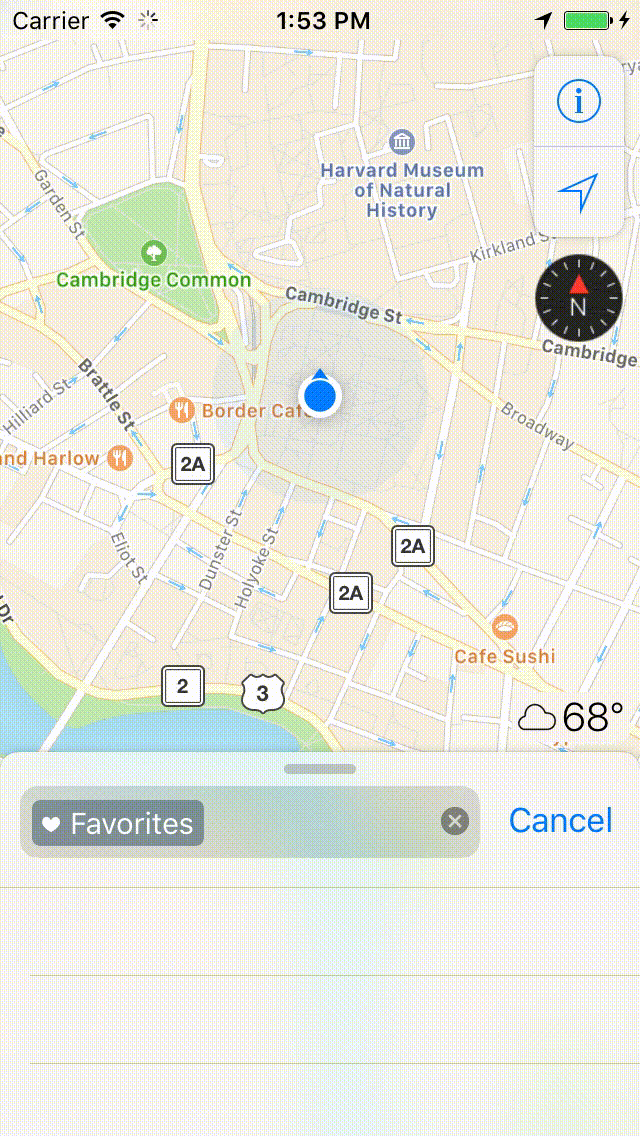 Carrier
1:53 PM
Harvard Museum
of Natural
History
Garden St
Kirkland St
Cambridge Common
Cambridge St
N
Cambridge
Brattle St
Hilliard St
Border Cafe
Broadway
and Harlow
2A
Dunster St
Holyoke St
Eliot St
2A
2A
Dr
Cafe Sushi
2
3
68°
Favorites
Cancel